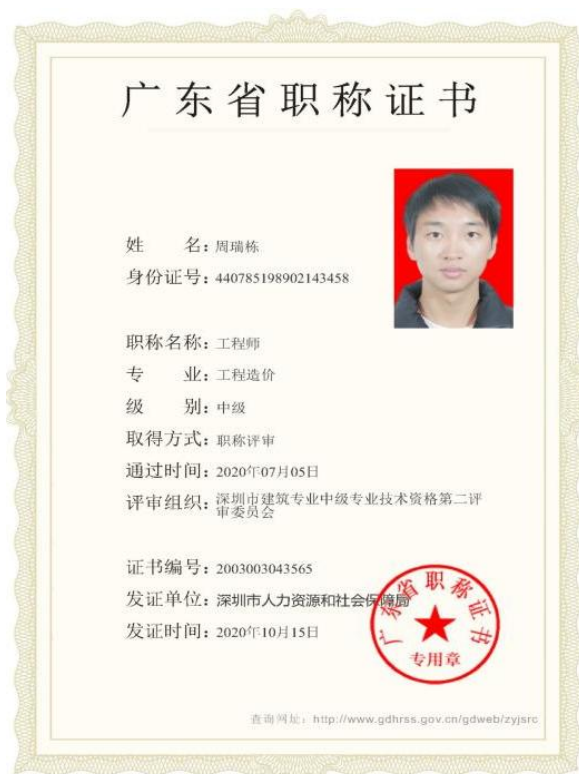 广东省职称证书
姓 名：周瑞栋
身份证号：440785198902143458
职称名称：工程师
专 业：工程造价
级 别：中级
取得方式：职称评审
通过时间：2020年07月05日
评审组织：深圳市建筑专业中级专业技术资格第二评
审委员会
证书编号：2003003043565
发证单位：深圳市人力资源和社会保障局
发证时间：2020年10月15日
广东省职称证书
专用章
查询网址：http://www.gdhrss.gov.cn/gdweb/zyjsrc